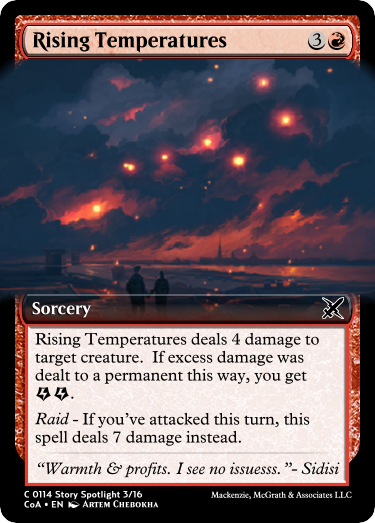 Rising Temperatures 3
Sorcery
Rising Temperatures deals 4 damage to
target creature. If excess damage was
dealt to a permanent this way, you get
.
Raid - If you've attacked this turn, this
spell deals 7 damage instead.
"Warmth & profits. I see no issuesss."- Sidisi
C 0114 Story Spotlight 3/16
CoA • EN Artem Chebokha
Mackenzie, McGrath & Associates LLC